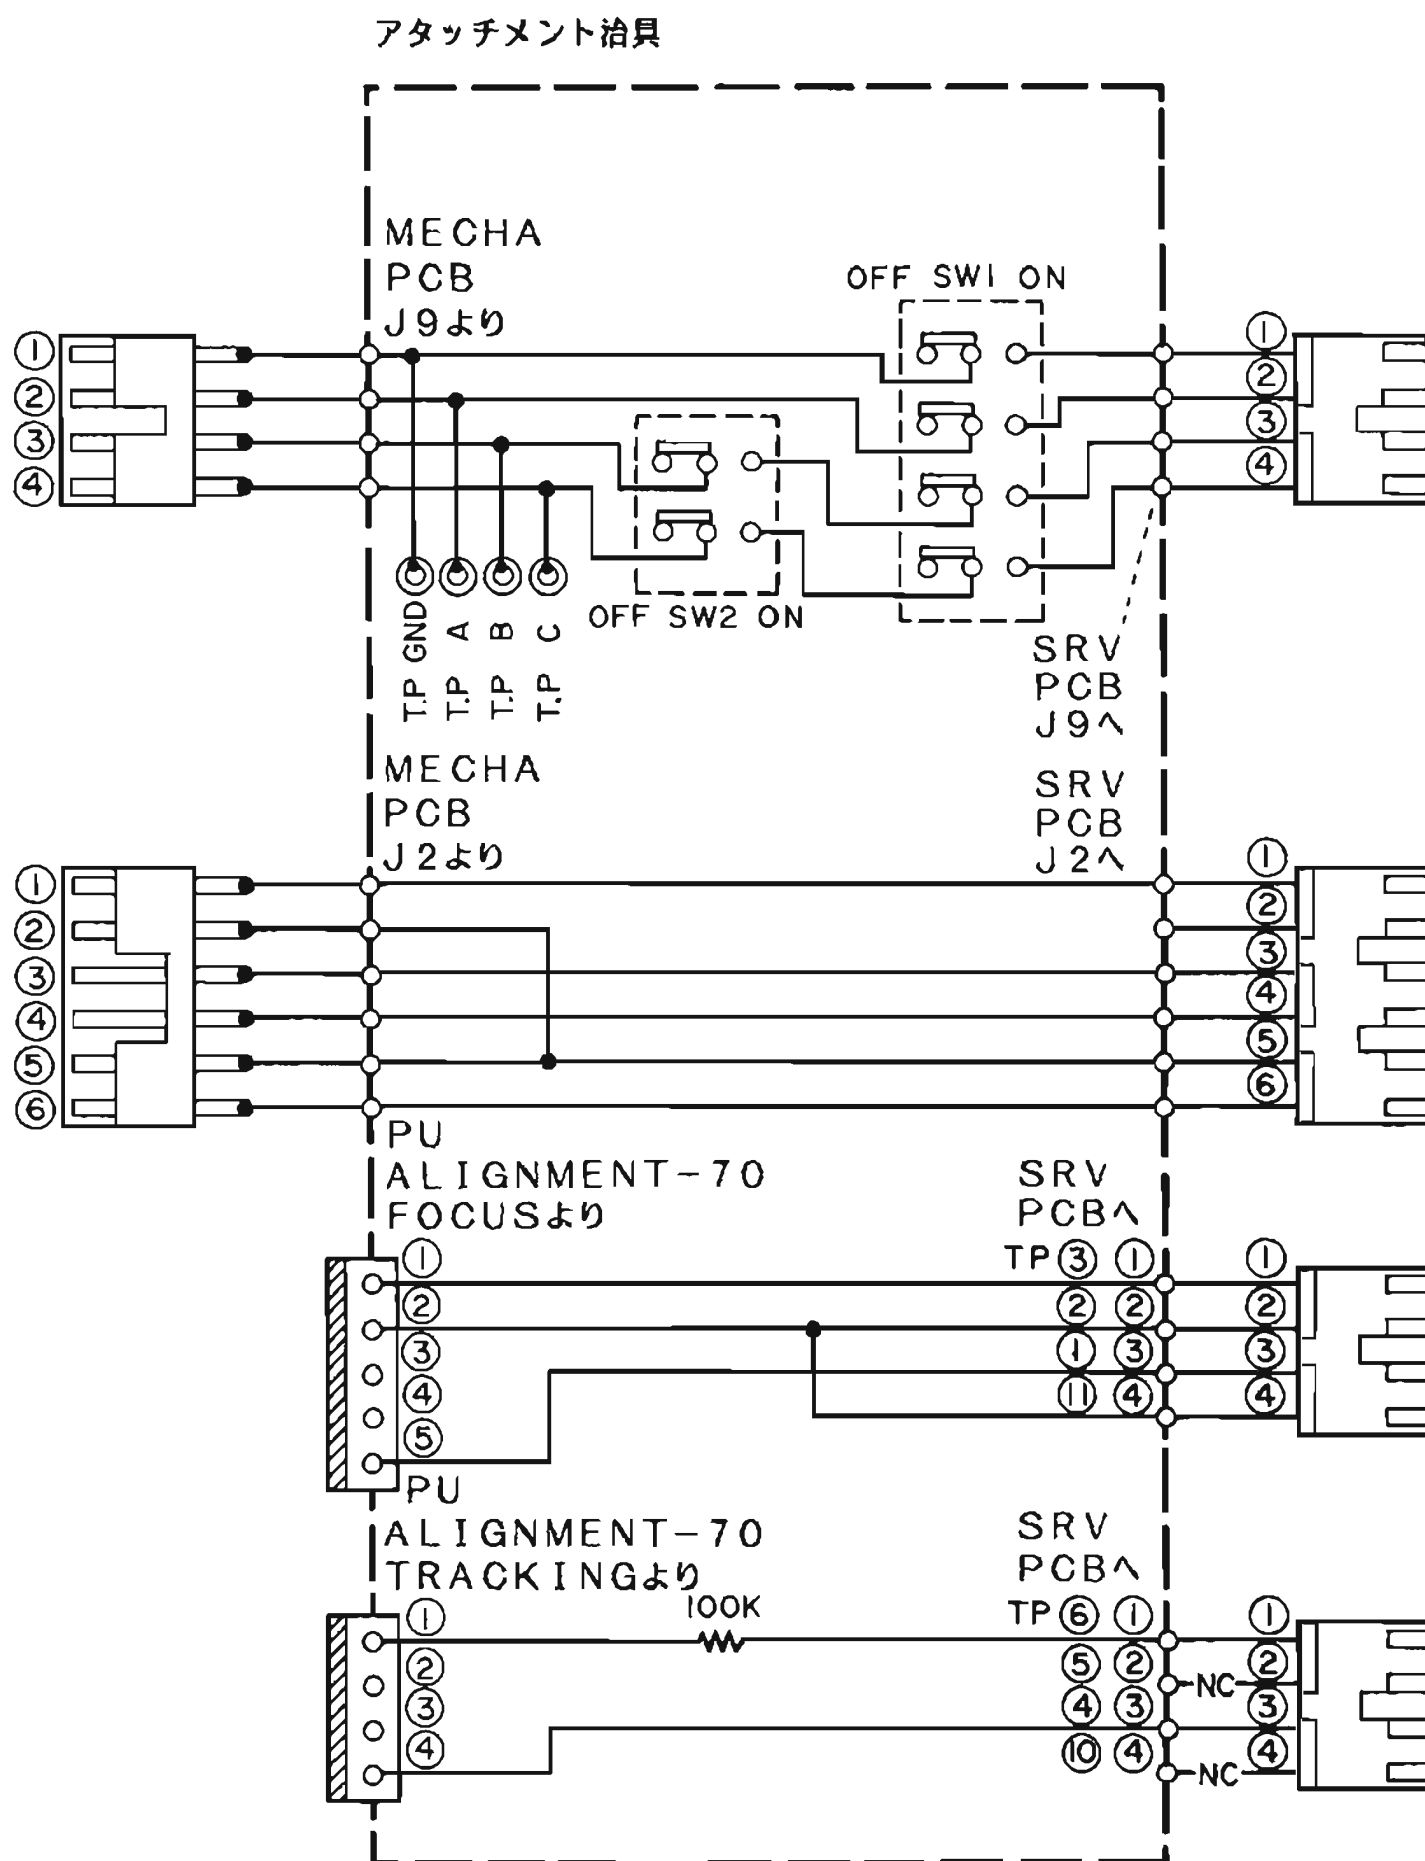 アタッチメント治具
MECHA
PCB
J9より
OFF SW1 ON
①
②
③
④
①
②
③
④
OFF SW2 ON
T.P GND
T.P A
T.P B
T.P C
SRV
PCB
J9へ
MECHA
PCB
J2より
SRV
PCB
J2へ
①
②
③
④
⑤
⑥
①
②
③
④
⑤
⑥
PU
ALIGNMENT-70
FOCUSより
SRV
PCBへ
①
②
③
④
⑤
TP ③ ① ①
② ② ②
① ③ ③
⑪ ④ ④
PU
ALIGNMENT-70
TRACKINGより
SRV
PCBへ
100K
①
②
③
④
TP ⑥ ① ①
⑤ ② ②
NC
④ ③ ③
⑩ ④ ④
NC